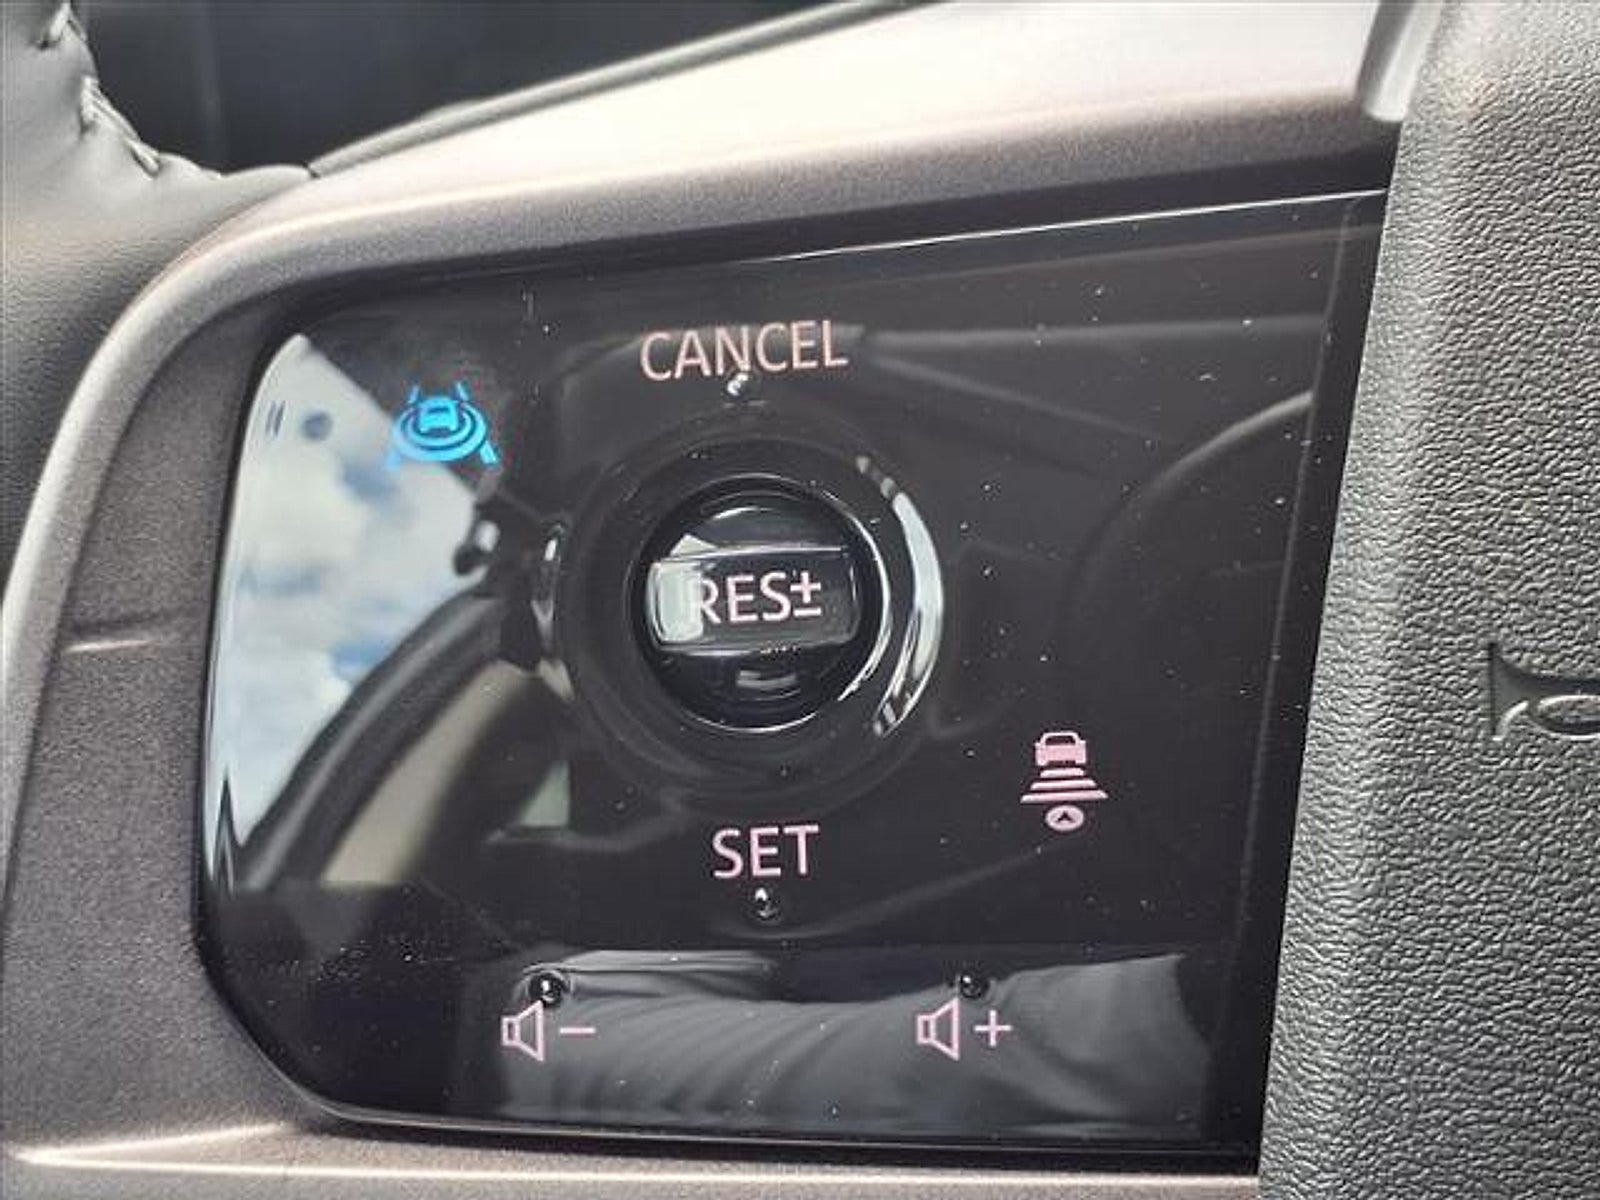 CANCEL
RES±
SET
−
+